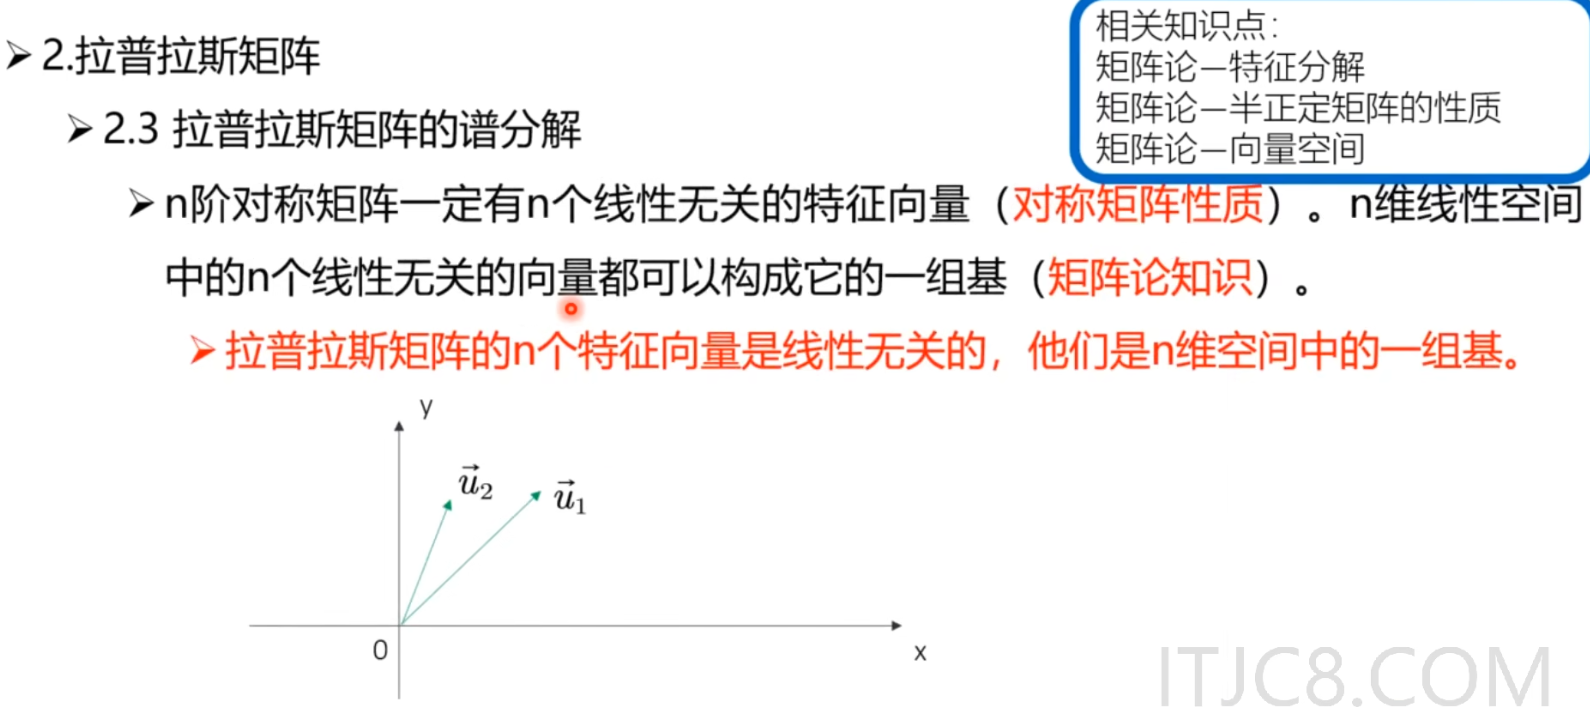 相关知识点：
矩阵论—特征分解
矩阵论—半正定矩阵的性质
矩阵论—向量空间
2.拉普拉斯矩阵
2.3 拉普拉斯矩阵的谱分解
n阶对称矩阵一定有n个线性无关的特征向量（对称矩阵性质）。n维线性空间
中的n个线性无关的向量都可以构成它的一组基（矩阵论知识）。
拉普拉斯矩阵的n个特征向量是线性无关的，他们是n维空间中的一组基。
y
u⃗₂
u⃗₁
0
x
ITJC8.COM